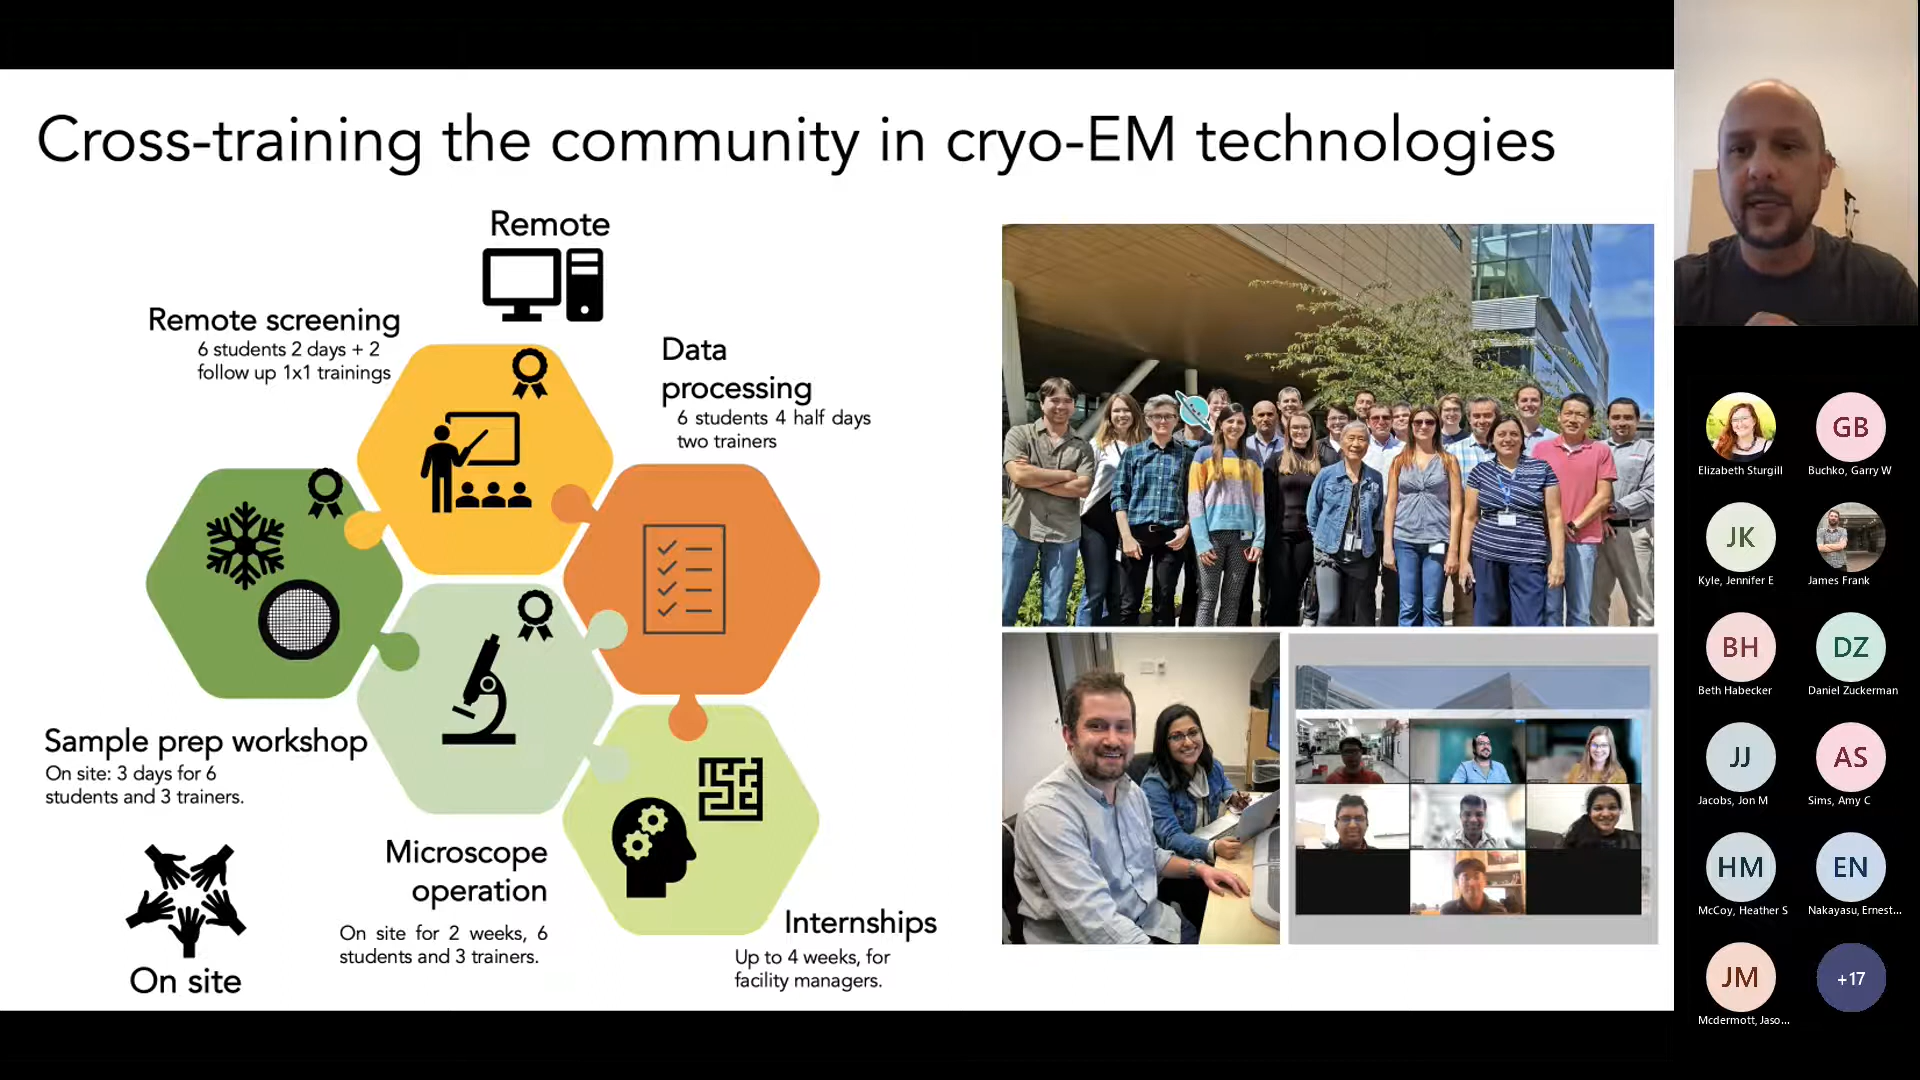 Cross-training the community in cryo-EM technologies
Remote
Remote screening
6 students 2 days + 2
follow up 1x1 trainings
Data
processing
6 students 4 half days
two trainers
Sample prep workshop
On site: 3 days for 6
students and 3 trainers.
Microscope
operation
On site for 2 weeks, 6
students and 3 trainers.
Internships
Up to 4 weeks, for
facility managers.
On site
Elizabeth Sturgill
GB
Buchko, Garry W
JK
Kyle, Jennifer E
James Frank
BH
Beth Habecker
DZ
Daniel Zuckerman
JJ
Jacobs, Jon M
AS
Sims, Amy C
HM
McCoy, Heather S
EN
Nakayasu, Ernest...
JM
Mcdermott, Jaso...
+17